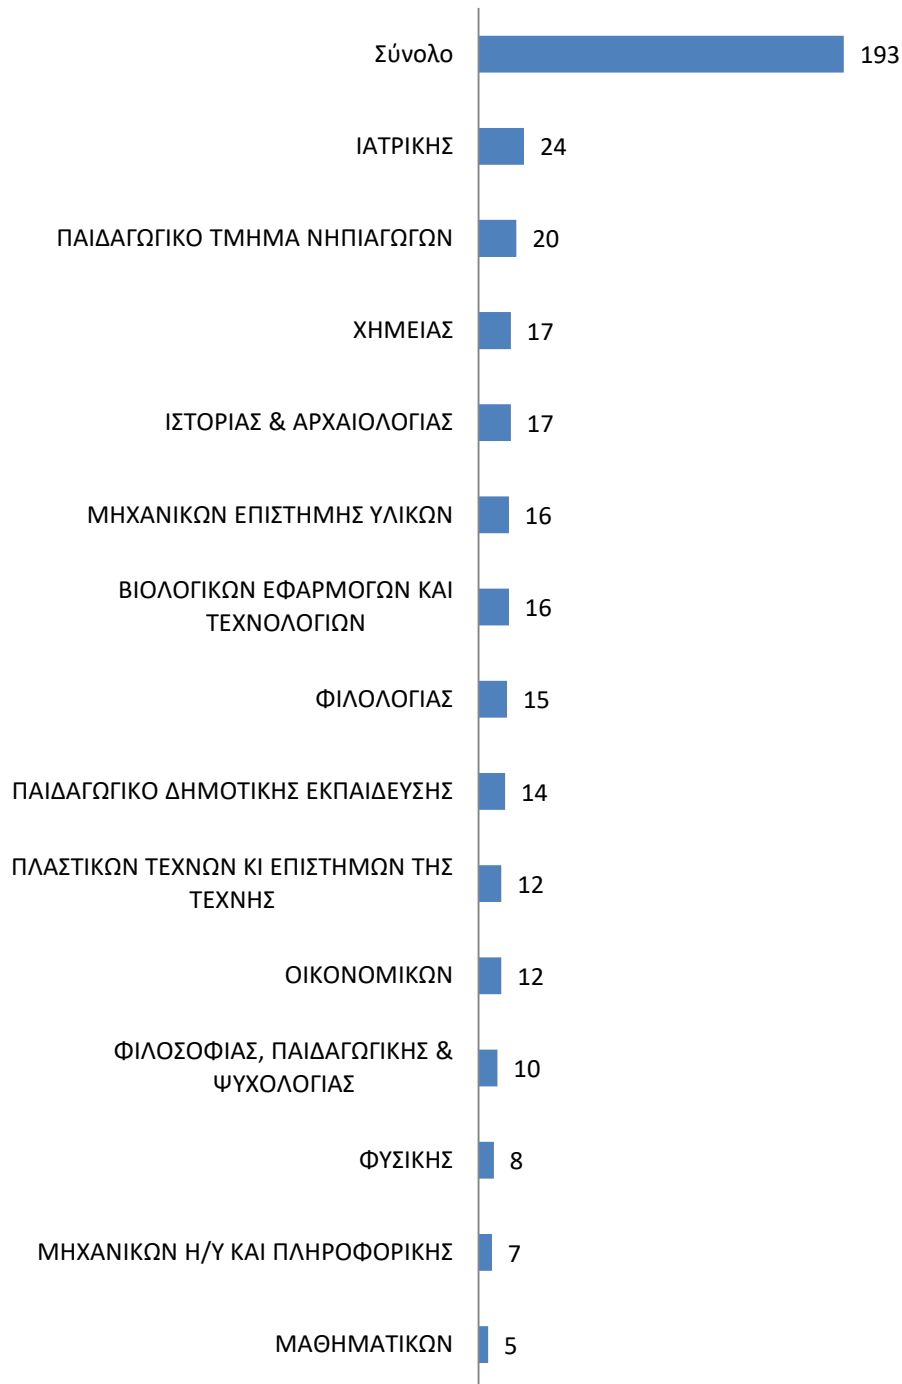 Σύνολο 193
ΙΑΤΡΙΚΗΣ 24
ΠΑΙΔΑΓΩΓΙΚΟ ΤΜΗΜΑ ΝΗΠΙΑΓΩΓΩΝ 20
ΧΗΜΕΙΑΣ 17
ΙΣΤΟΡΙΑΣ & ΑΡΧΑΙΟΛΟΓΙΑΣ 17
ΜΗΧΑΝΙΚΩΝ ΕΠΙΣΤΗΜΗΣ ΥΛΙΚΩΝ 16
ΒΙΟΛΟΓΙΚΩΝ ΕΦΑΡΜΟΓΩΝ ΚΑΙ
ΤΕΧΝΟΛΟΓΙΩΝ 16
ΦΙΛΟΛΟΓΙΑΣ 15
ΠΑΙΔΑΓΩΓΙΚΟ ΔΗΜΟΤΙΚΗΣ ΕΚΠΑΙΔΕΥΣΗΣ 14
ΠΛΑΣΤΙΚΩΝ ΤΕΧΝΩΝ ΚΙ ΕΠΙΣΤΗΜΩΝ ΤΗΣ
ΤΕΧΝΗΣ 12
ΟΙΚΟΝΟΜΙΚΩΝ 12
ΦΙΛΟΣΟΦΙΑΣ, ΠΑΙΔΑΓΩΓΙΚΗΣ &
ΨΥΧΟΛΟΓΙΑΣ 10
ΦΥΣΙΚΗΣ 8
ΜΗΧΑΝΙΚΩΝ Η/Υ ΚΑΙ ΠΛΗΡΟΦΟΡΙΚΗΣ 7
ΜΑΘΗΜΑΤΙΚΩΝ 5